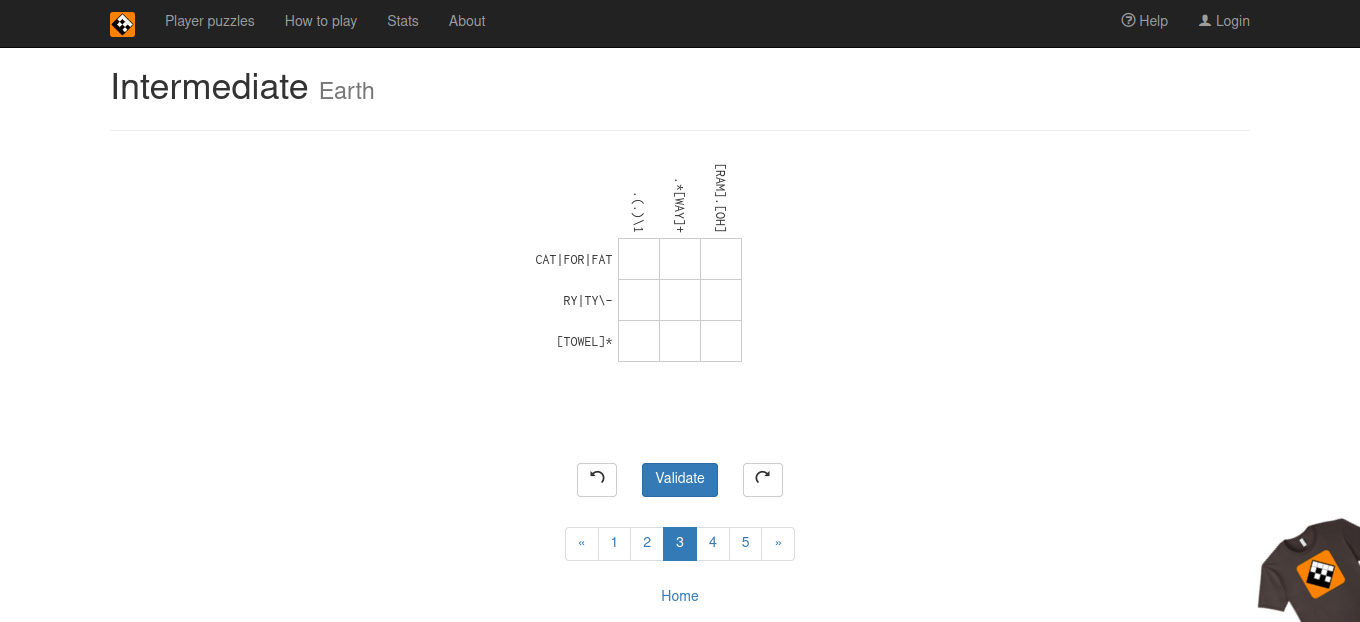 Player puzzles How to play Stats About Help Login
Intermediate Earth
.(.)\1
.*[WAY]+
[RAM].[OH]
CAT|FOR|FAT
RY|TY\-
[TOWEL]*
Validate
« 1 2 3 4 5 »
Home